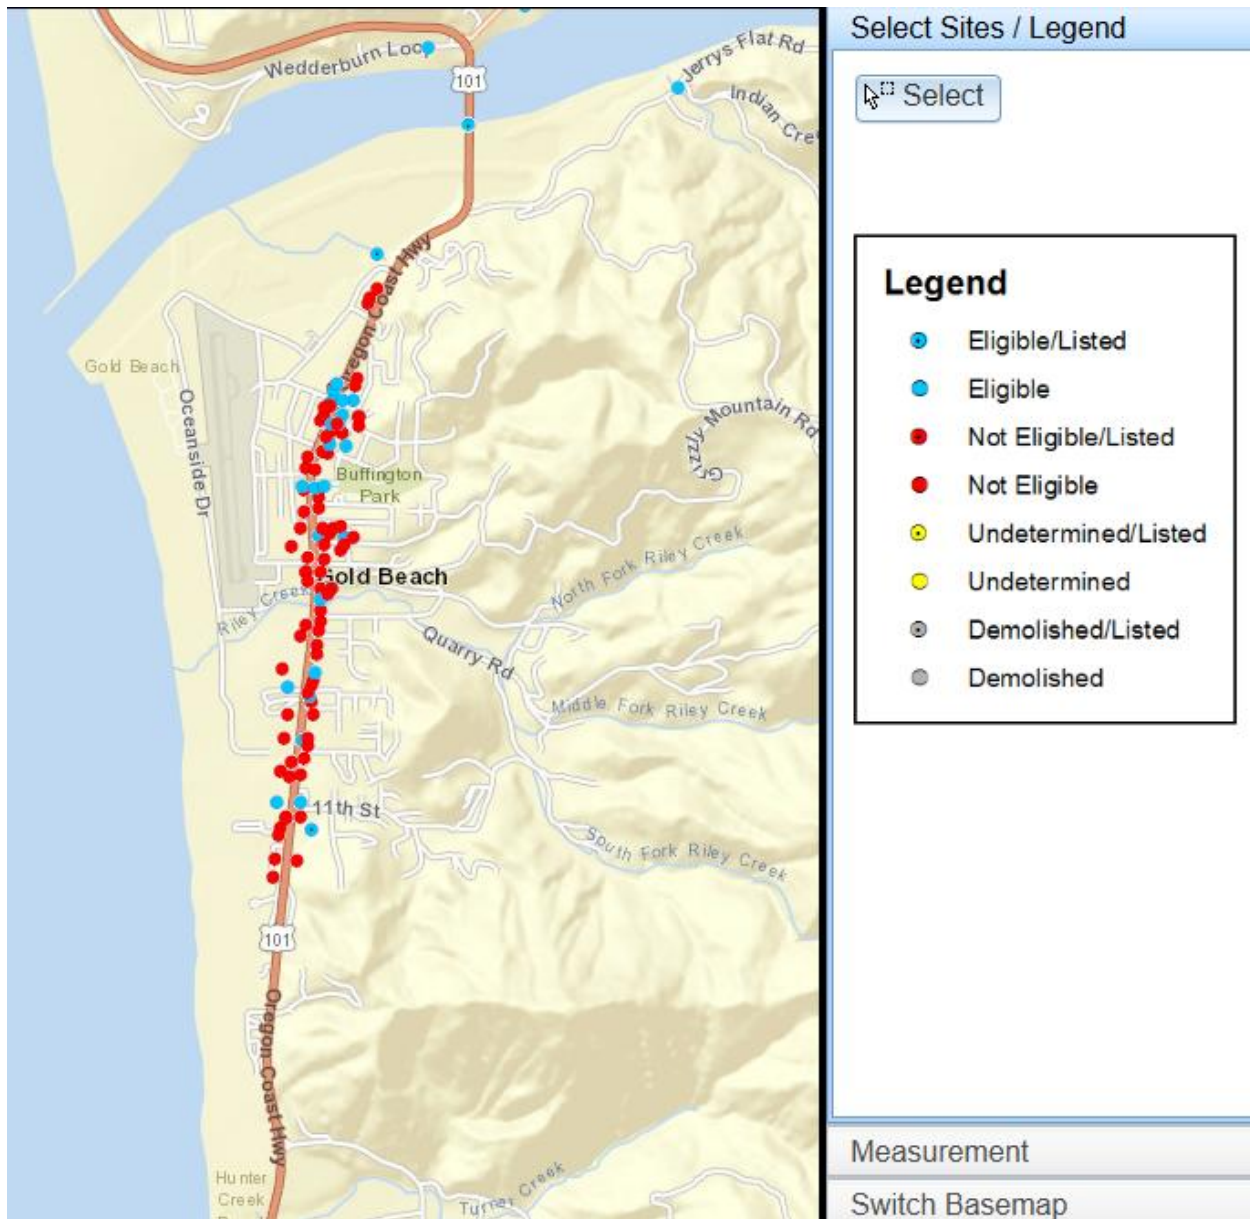 Select Sites / Legend
Select
Legend
Eligible/Listed
Eligible
Not Eligible/Listed
Not Eligible
Undetermined/Listed
Undetermined
Demolished/Listed
Demolished
Measurement
Switch Basemap
Wedderburn Loop
101
Jerrys Flat Rd
Indian Cre
Oregon Coast Hwy
Gold Beach
Oceanside Dr
Grizzly Mountain Rd
Buffington
Park
Gold Beach
North Fork Riley Creek
Riley Creek
Quarry Rd
Middle Fork Riley Creek
11th St
South Fork Riley Creek
101
Oregon Coast Hwy
Hunter
Creek
Turner Creek